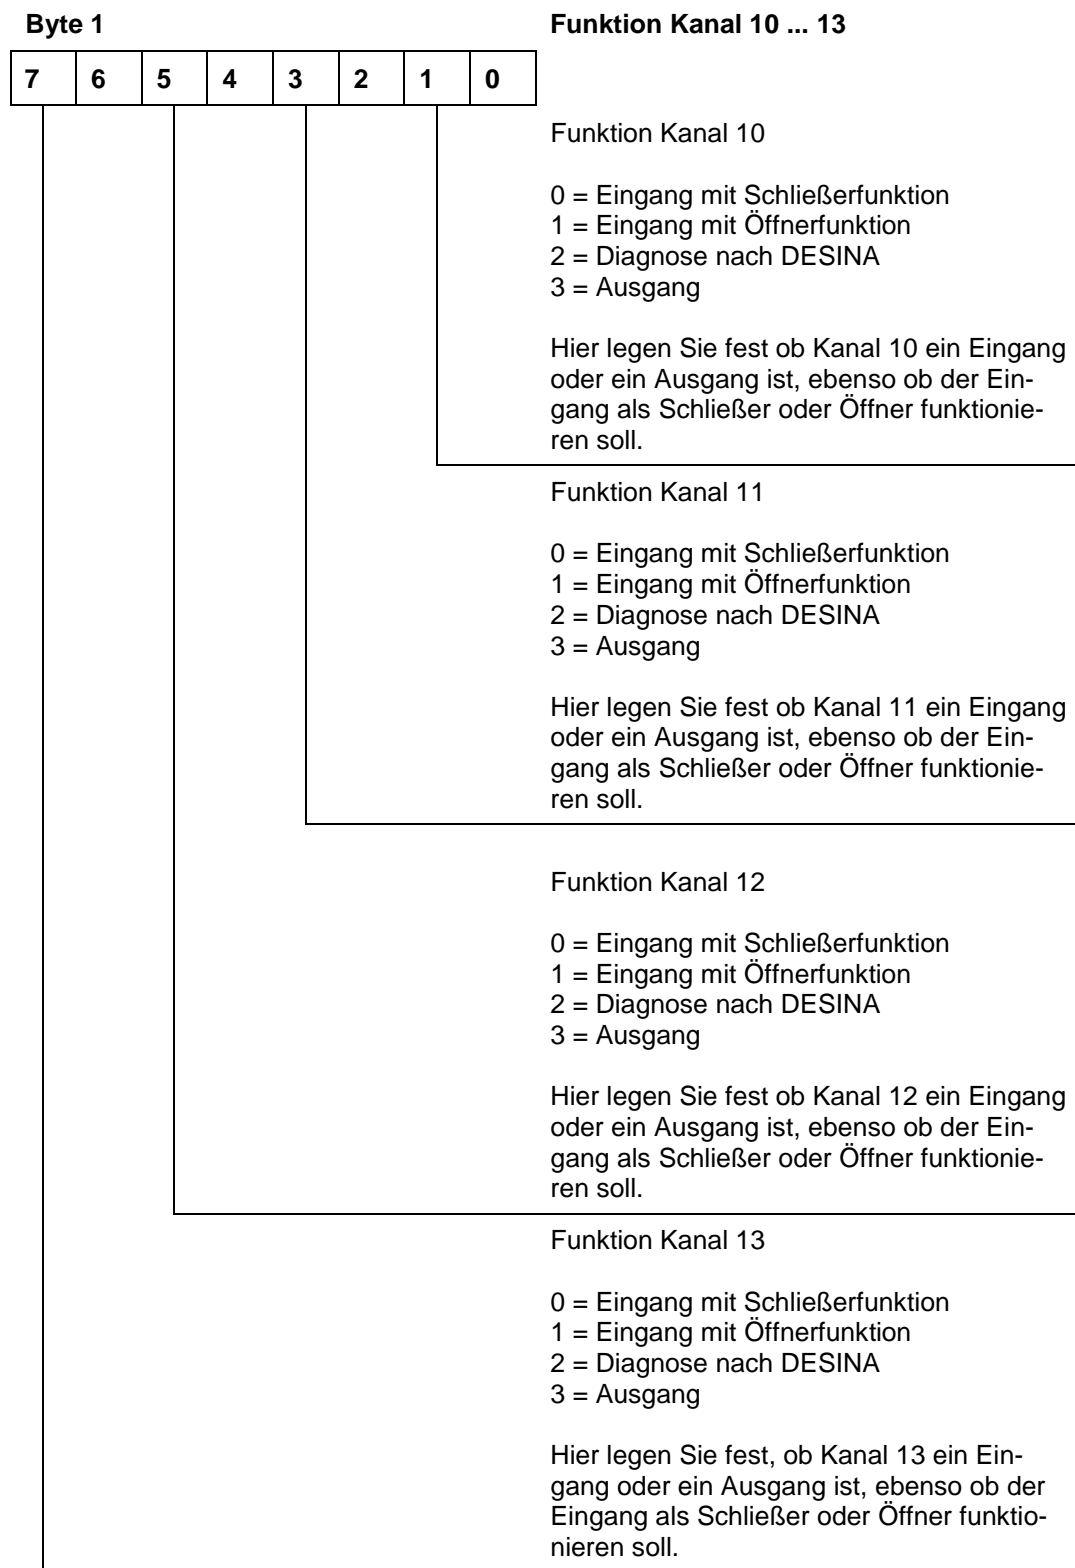 Byte 1 Funktion Kanal 10 ... 13
7 6 5 4 3 2 1 0
Funktion Kanal 10
0 = Eingang mit Schließerfunktion
1 = Eingang mit Öffnerfunktion
2 = Diagnose nach DESINA
3 = Ausgang
Hier legen Sie fest ob Kanal 10 ein Eingang
oder ein Ausgang ist, ebenso ob der Ein-
gang als Schließer oder Öffner funktionie-
ren soll.
Funktion Kanal 11
0 = Eingang mit Schließerfunktion
1 = Eingang mit Öffnerfunktion
2 = Diagnose nach DESINA
3 = Ausgang
Hier legen Sie fest ob Kanal 11 ein Eingang
oder ein Ausgang ist, ebenso ob der Ein-
gang als Schließer oder Öffner funktionie-
ren soll.
Funktion Kanal 12
0 = Eingang mit Schließerfunktion
1 = Eingang mit Öffnerfunktion
2 = Diagnose nach DESINA
3 = Ausgang
Hier legen Sie fest ob Kanal 12 ein Eingang
oder ein Ausgang ist, ebenso ob der Ein-
gang als Schließer oder Öffner funktionie-
ren soll.
Funktion Kanal 13
0 = Eingang mit Schließerfunktion
1 = Eingang mit Öffnerfunktion
2 = Diagnose nach DESINA
3 = Ausgang
Hier legen Sie fest, ob Kanal 13 ein Ein-
gang oder ein Ausgang ist, ebenso ob der
Eingang als Schließer oder Öffner funktio-
nieren soll.